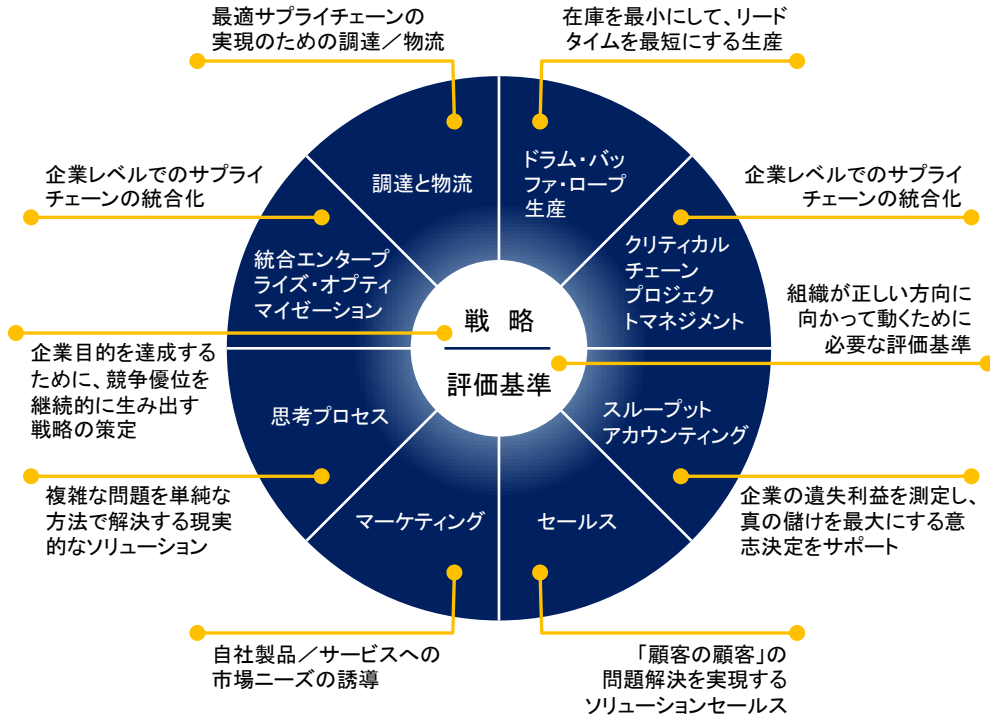 最適サプライチェーンの
実現のための調達／物流
在庫を最小にして、リード
タイムを最短にする生産
調達と物流
ドラム・バッ
ファ・ロープ
生産
企業レベルでのサプライ
チェーンの統合化
企業レベルでのサプライ
チェーンの統合化
統合エンタープ
ライズ・オプティ
マイゼーション
クリティカル
チェーン
プロジェク
トマネジメント
戦 略
評価基準
組織が正しい方向に
向かって動くために
必要な評価基準
企業目的を達成する
ために、競争優位を
継続的に生み出す
戦略の策定
思考プロセス
スループット
アカウンティング
複雑な問題を単純な
方法で解決する現実
的なソリューション
マーケティング
セールス
企業の遺失利益を測定し、
真の儲けを最大にする意
志決定をサポート
自社製品／サービスへの
市場ニーズの誘導
「顧客の顧客」の
問題解決を実現する
ソリューションセールス